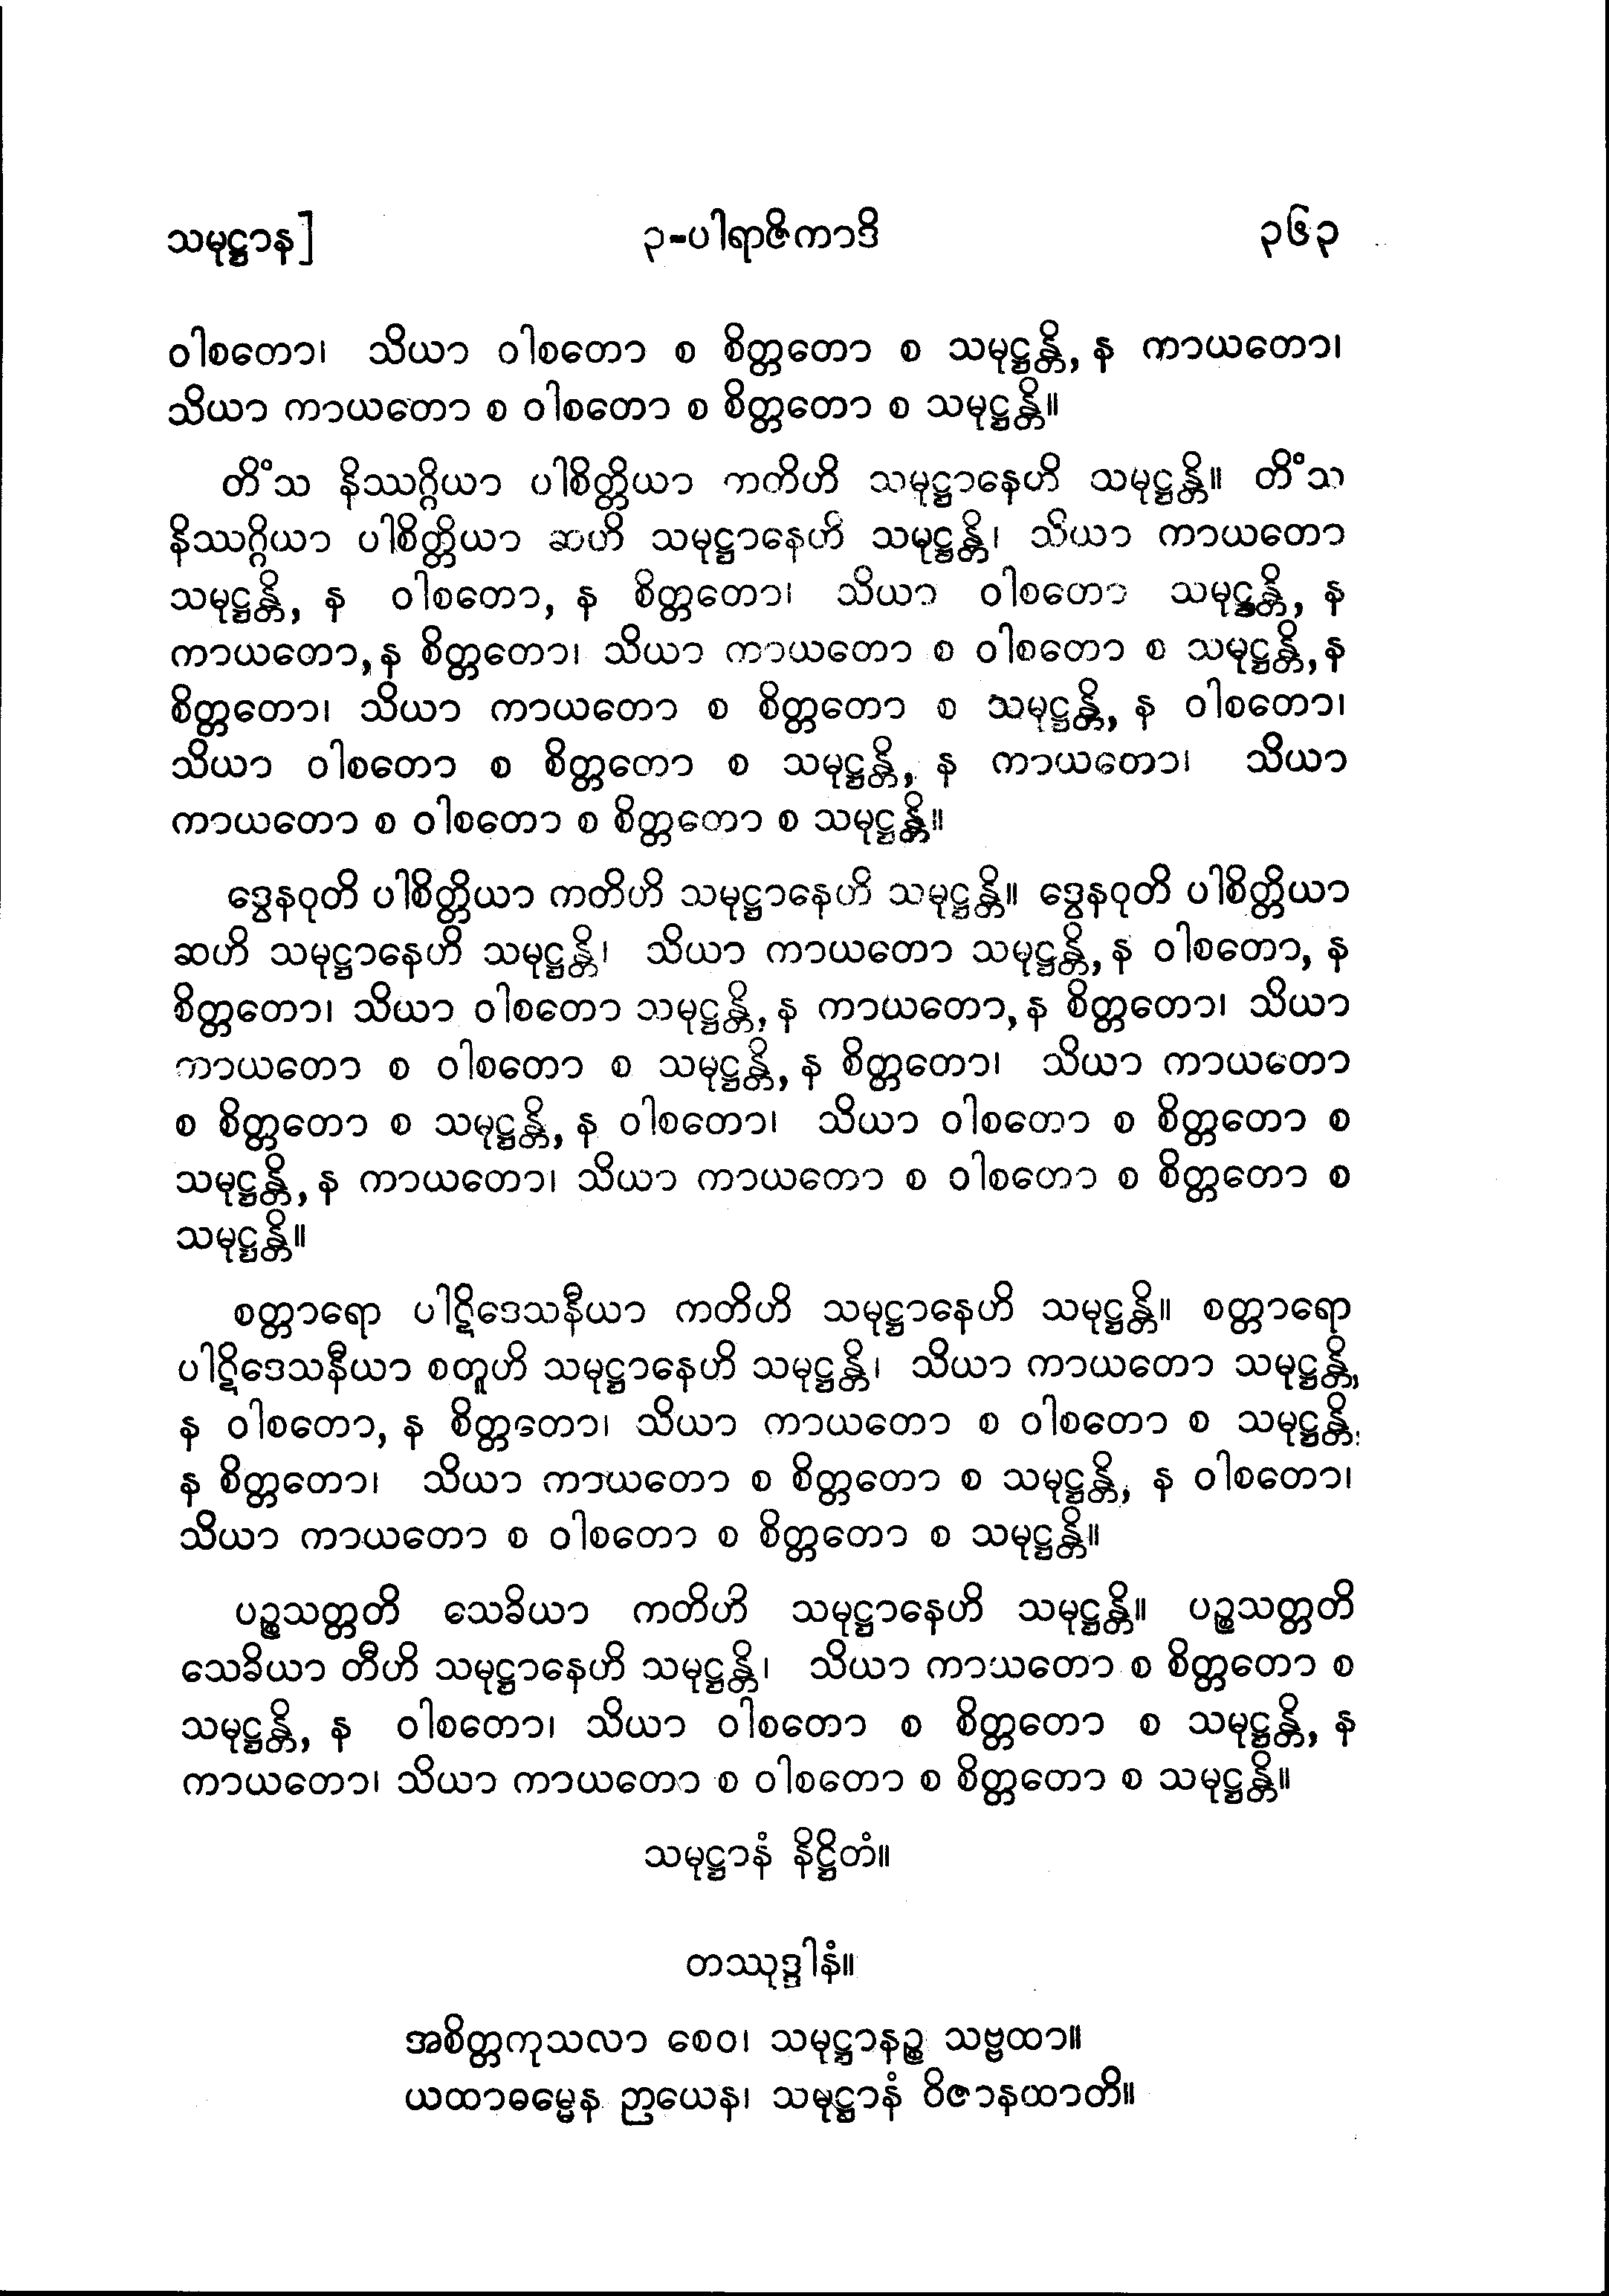 သမုဋ္ဌာန] ၃-ပါရာဇိကာဒိ ၃၆၃
ဝါစတော၊ သိယာ ဝါစတော စ စိတ္တတော စ သမုဋ္ဌန္တိ, န ကာယတော၊
သိယာ ကာယတော စ ဝါစတော စ စိတ္တတော စ သမုဋ္ဌန္တိ။
တိံသ နိဿဂ္ဂိယာ ပါစိတ္တိယာ ကတိဟိ သမုဋ္ဌာနေဟိ သမုဋ္ဌန္တိ။ တိံသ
နိဿဂ္ဂိယာ ပါစိတ္တိယာ ဆဟိ သမုဋ္ဌာနေဟိ သမုဋ္ဌန္တိ၊ သိယာ ကာယတော
သမုဋ္ဌန္တိ, န ဝါစတော, န စိတ္တတော၊ သိယာ ဝါစတော သမုဋ္ဌန္တိ, န
ကာယတော, န စိတ္တတော၊ သိယာ ကာယတော စ ဝါစတော စ သမုဋ္ဌန္တိ, န
စိတ္တတော၊ သိယာ ကာယတော စ စိတ္တတော စ သမုဋ္ဌန္တိ, န ဝါစတော၊
သိယာ ဝါစတော စ စိတ္တတော စ သမုဋ္ဌန္တိ, န ကာယတော၊ သိယာ
ကာယတော စ ဝါစတော စ စိတ္တတော စ သမုဋ္ဌန္တိ။
ဒွေနဝုတိ ပါစိတ္တိယာ ကတိဟိ သမုဋ္ဌာနေဟိ သမုဋ္ဌန္တိ။ ဒွေနဝုတိ ပါစိတ္တိယာ
ဆဟိ သမုဋ္ဌာနေဟိ သမုဋ္ဌန္တိ၊ သိယာ ကာယတော သမုဋ္ဌန္တိ, န ဝါစတော, န
စိတ္တတော၊ သိယာ ဝါစတော သမုဋ္ဌန္တိ, န ကာယတော, န စိတ္တတော၊ သိယာ
ကာယတော စ ဝါစတော စ သမုဋ္ဌန္တိ, န စိတ္တတော၊ သိယာ ကာယတော
စ စိတ္တတော စ သမုဋ္ဌန္တိ, န ဝါစတော၊ သိယာ ဝါစတော စ စိတ္တတော စ
သမုဋ္ဌန္တိ, န ကာယတော၊ သိယာ ကာယတော စ ဝါစတော စ စိတ္တတော စ
သမုဋ္ဌန္တိ။
စတ္တာရော ပါဋိဒေသနီယာ ကတိဟိ သမုဋ္ဌာနေဟိ သမုဋ္ဌန္တိ။ စတ္တာရော
ပါဋိဒေသနီယာ စတူဟိ သမုဋ္ဌာနေဟိ သမုဋ္ဌန္တိ၊ သိယာ ကာယတော သမုဋ္ဌန္တိ,
န ဝါစတော, န စိတ္တတော၊ သိယာ ကာယတော စ ဝါစတော စ သမုဋ္ဌန္တိ,
န စိတ္တတော၊ သိယာ ကာယတော စ စိတ္တတော စ သမုဋ္ဌန္တိ, န ဝါစတော၊
သိယာ ကာယတော စ ဝါစတော စ စိတ္တတော စ သမုဋ္ဌန္တိ။
ပဉ္စသတ္တတိ သေခိယာ ကတိဟိ သမုဋ္ဌာနေဟိ သမုဋ္ဌန္တိ။ ပဉ္စသတ္တတိ
သေခိယာ တီဟိ သမုဋ္ဌာနေဟိ သမုဋ္ဌန္တိ၊ သိယာ ကာယတော စ စိတ္တတော စ
သမုဋ္ဌန္တိ, န ဝါစတော၊ သိယာ ဝါစတော စ စိတ္တတော စ သမုဋ္ဌန္တိ, န
ကာယတော၊ သိယာ ကာယတော စ ဝါစတော စ စိတ္တတော စ သမုဋ္ဌန္တိ။
သမုဋ္ဌာနံ နိဋ္ဌိတံ။
တဿုဒ္ဒါနံ။
အစိတ္တကုသလာ စေဝ၊ သမုဋ္ဌာနဉ္စ သဗ္ဗထာ။
ယထာဓမ္မေန ဉာယေန၊ သမုဋ္ဌာနံ ဝိဇာနထာတိ။